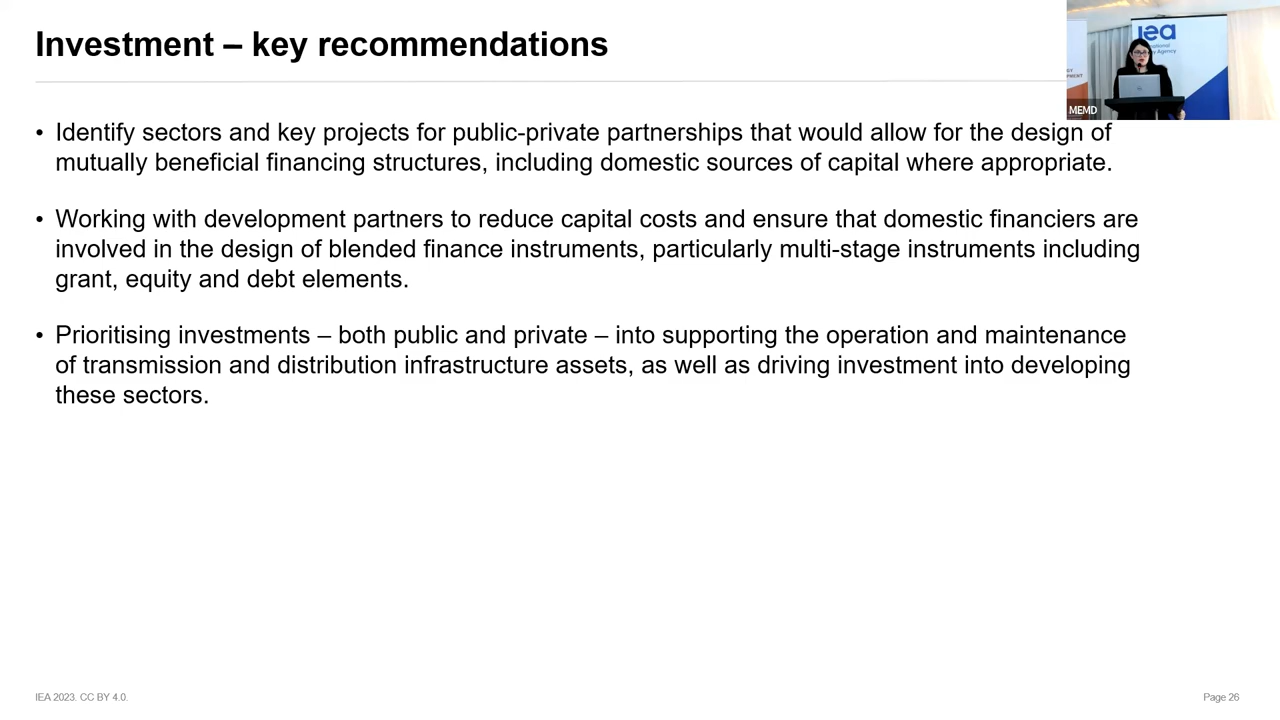 Investment – key recommendations
iea
Agency
MEMD
• Identify sectors and key projects for public-private partnerships that would allow for the design of
mutually beneficial financing structures, including domestic sources of capital where appropriate.
• Working with development partners to reduce capital costs and ensure that domestic financiers are
involved in the design of blended finance instruments, particularly multi-stage instruments including
grant, equity and debt elements.
• Prioritising investments – both public and private – into supporting the operation and maintenance
of transmission and distribution infrastructure assets, as well as driving investment into developing
these sectors.
IEA 2023. CC BY 4.0.
Page 26